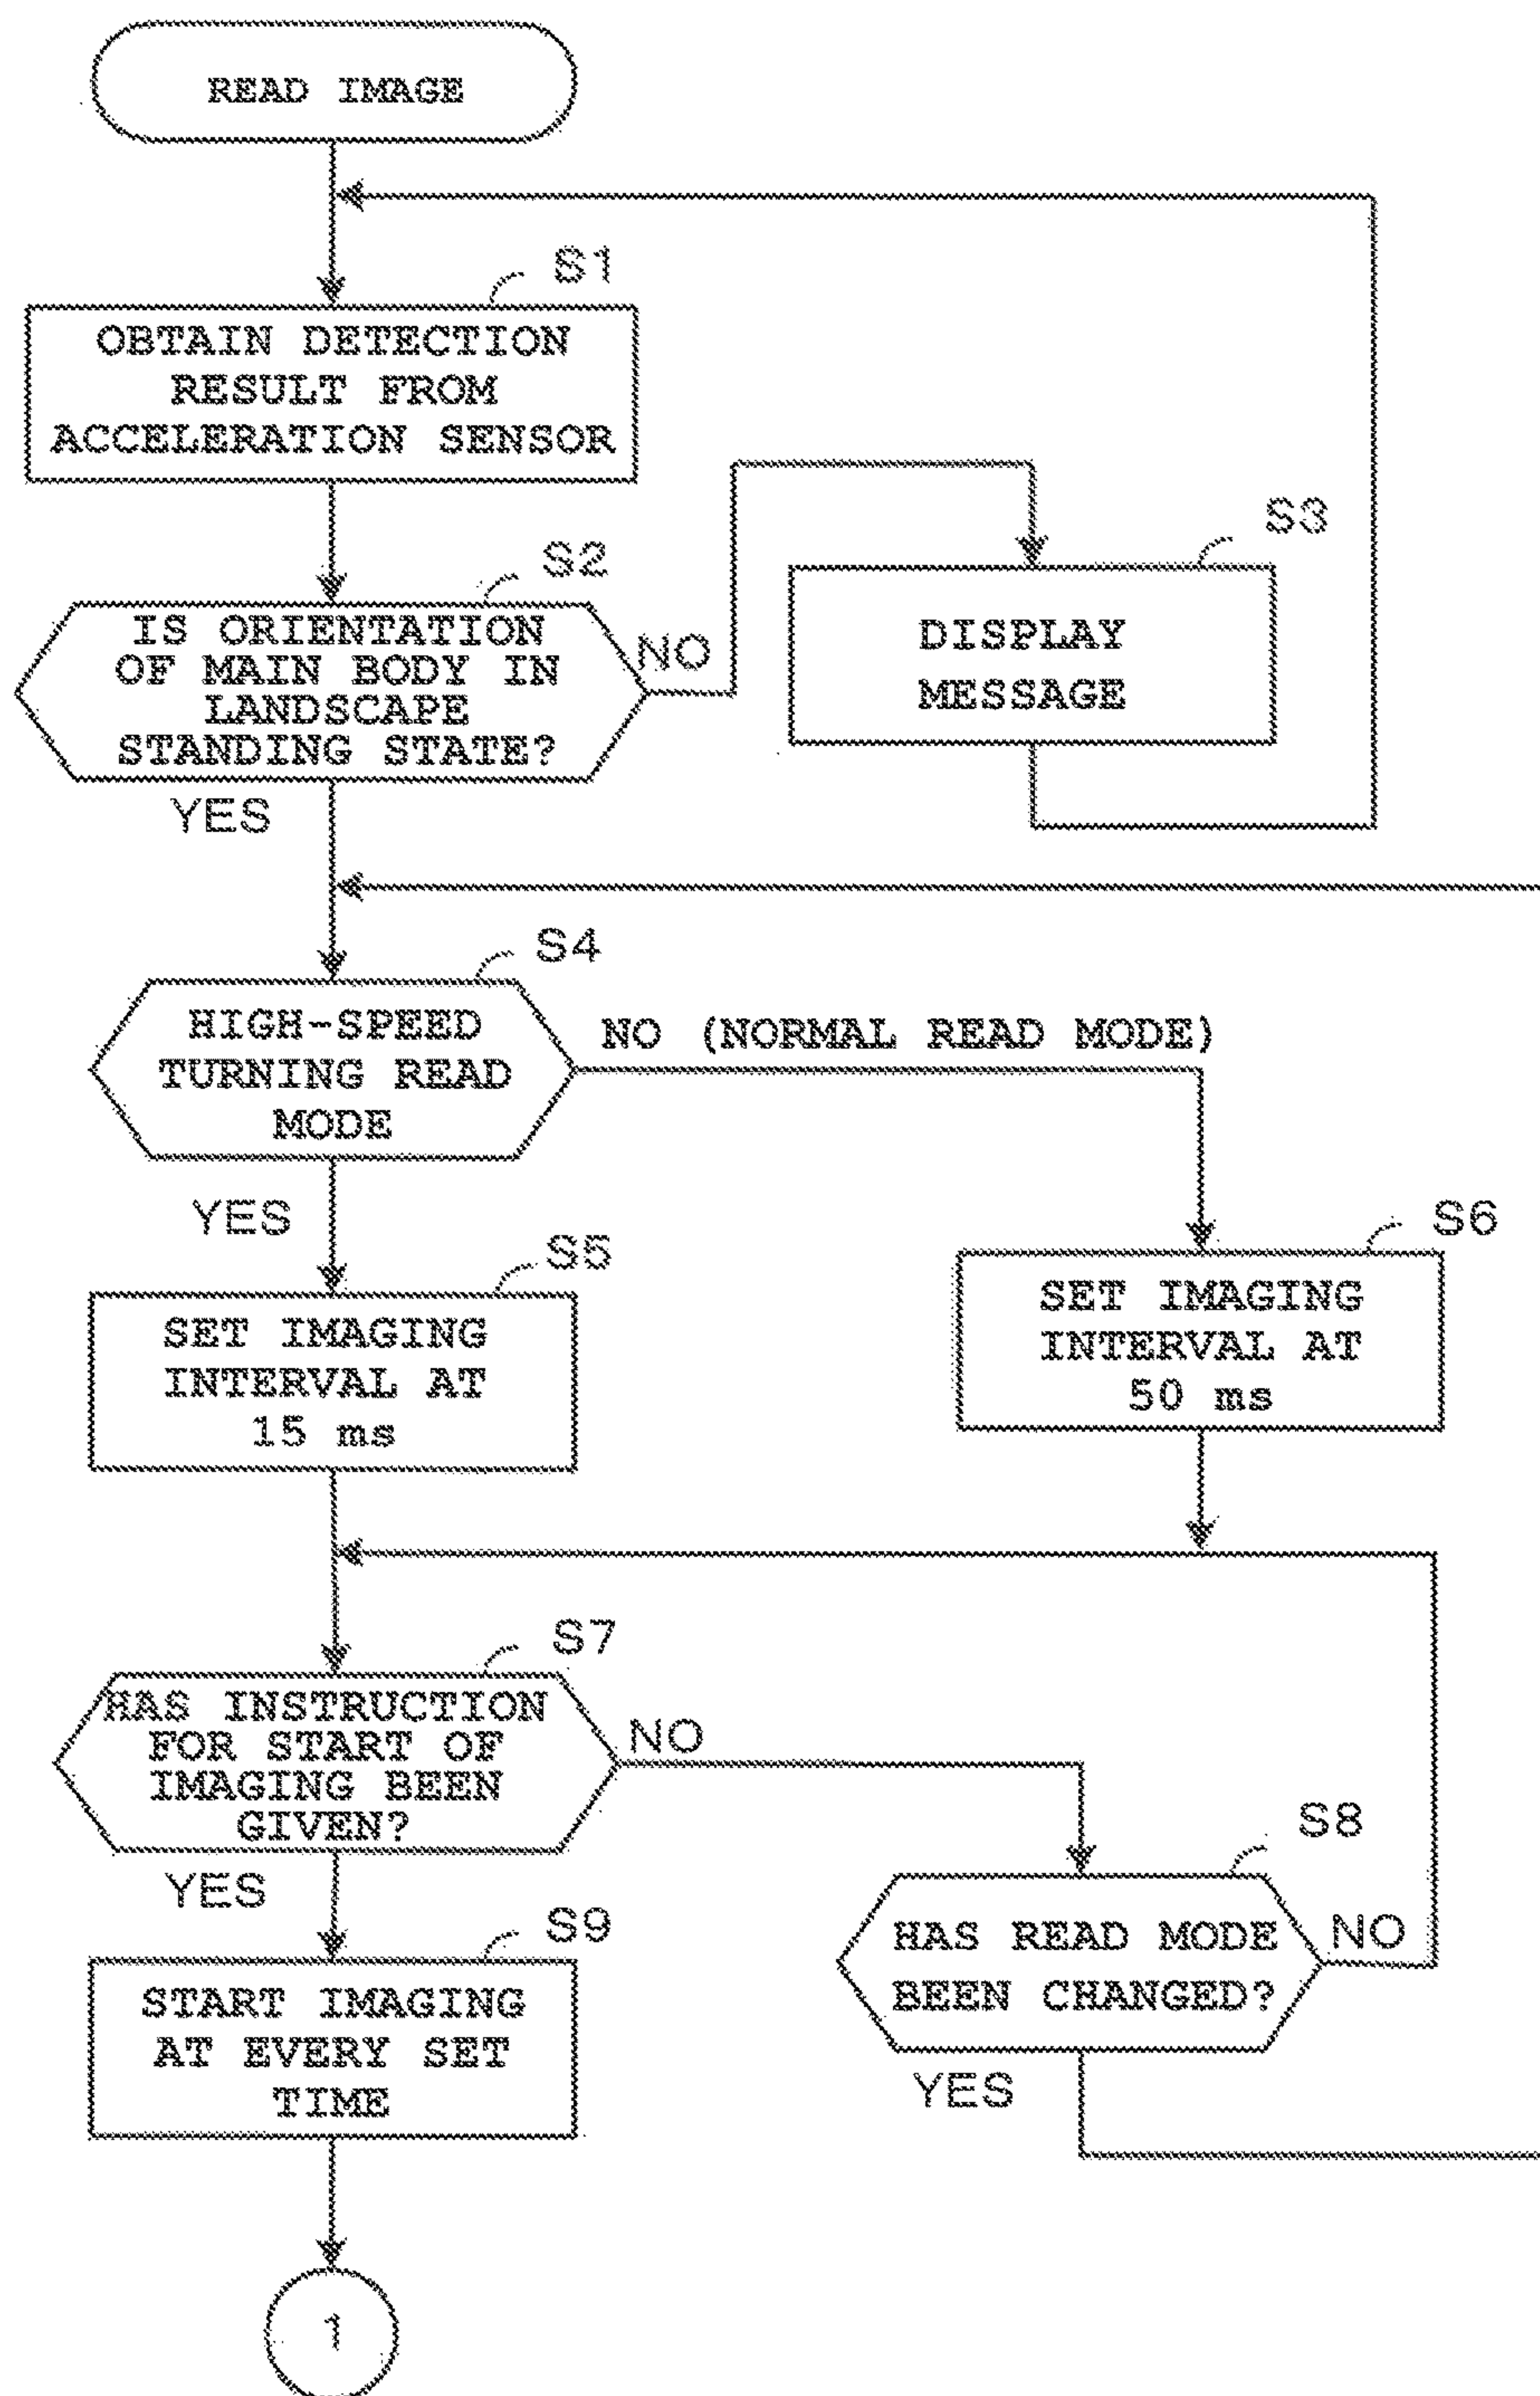 READ IMAGE
S1
OBTAIN DETECTION
RESULT FROM
ACCELERATION SENSOR
S2
IS ORIENTATION
OF MAIN BODY IN
LANDSCAPE
STANDING STATE?
NO
YES
S3
DISPLAY
MESSAGE
S4
HIGH-SPEED
TURNING READ
MODE
NO (NORMAL READ MODE)
YES
S5
SET IMAGING
INTERVAL AT
15 ms
S6
SET IMAGING
INTERVAL AT
50 ms
S7
HAS INSTRUCTION
FOR START OF
IMAGING BEEN
GIVEN?
NO
YES
S8
HAS READ MODE
BEEN CHANGED?
NO
YES
S9
START IMAGING
AT EVERY SET
TIME
1